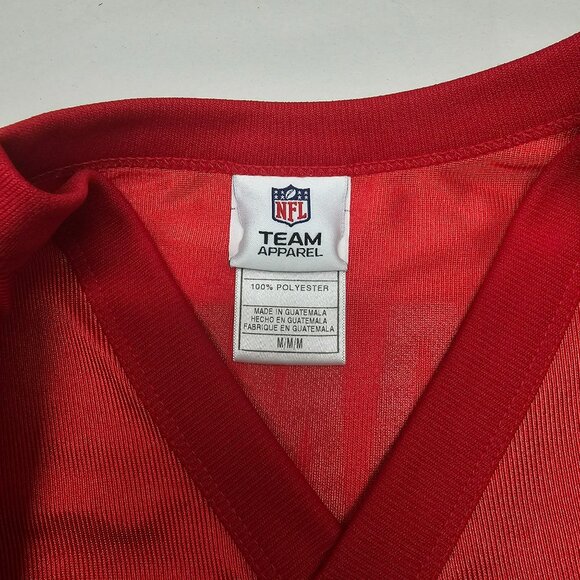 NFL
TEAM
APPAREL
100% POLYESTER
MADE IN GUATEMALA
HECHO EN GUATEMALA
FABRIQUE EN GUATEMALA
M/M/M